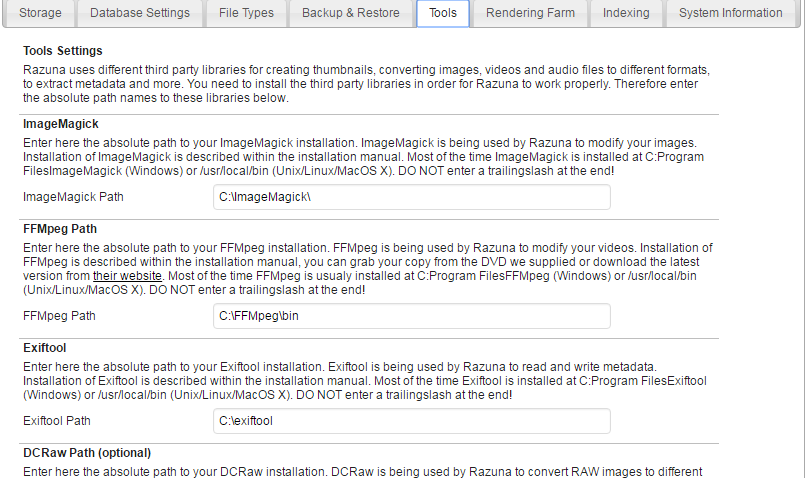 Storage Database Settings File Types Backup & Restore Tools Rendering Farm Indexing System Information
Tools Settings
Razuna uses different third party libraries for creating thumbnails, converting images, videos and audio files to different formats,
to extract metadata and more. You need to install the third party libraries in order for Razuna to work properly. Therefore enter
the absolute path names to these libraries below.
ImageMagick
Enter here the absolute path to your ImageMagick installation. ImageMagick is being used by Razuna to modify your images.
Installation of ImageMagick is described within the installation manual. Most of the time ImageMagick is installed at C:Program
FilesImageMagick (Windows) or /usr/local/bin (Unix/Linux/MacOS X). DO NOT enter a trailingslash at the end!
ImageMagick Path C:\ImageMagick\
FFMpeg Path
Enter here the absolute path to your FFMpeg installation. FFMpeg is being used by Razuna to modify your videos. Installation of
FFMpeg is described within the installation manual, you can grab your copy from the DVD we supplied or download the latest
version from their website. Most of the time FFMpeg is usualy installed at C:Program FilesFFMpeg (Windows) or /usr/local/bin
(Unix/Linux/MacOS X). DO NOT enter a trailingslash at the end!
FFMpeg Path C:\FFMpeg\bin
Exiftool
Enter here the absolute path to your Exiftool installation. Exiftool is being used by Razuna to read and write metadata.
Installation of Exiftool is described within the installation manual. Most of the time Exiftool is installed at C:Program FilesExiftool
(Windows) or /usr/local/bin (Unix/Linux/MacOS X). DO NOT enter a trailingslash at the end!
Exiftool Path C:\exiftool
DCRaw Path (optional)
Enter here the absolute path to your DCRaw installation. DCRaw is being used by Razuna to convert RAW images to different